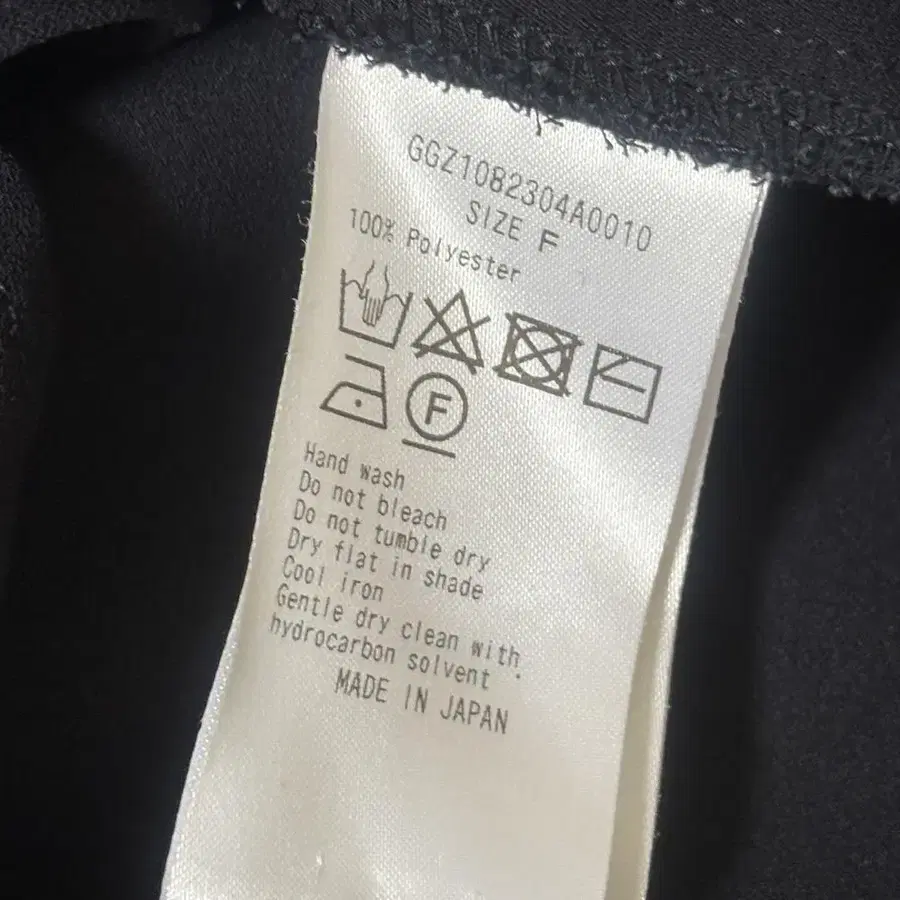 GGZ1082304A0010
SIZE F
100% Polyester
F
Hand wash
Do not bleach
Do not tumble dry
Dry flat in shade
Cool iron
Gentle dry clean with
hydrocarbon solvent
MADE IN JAPAN